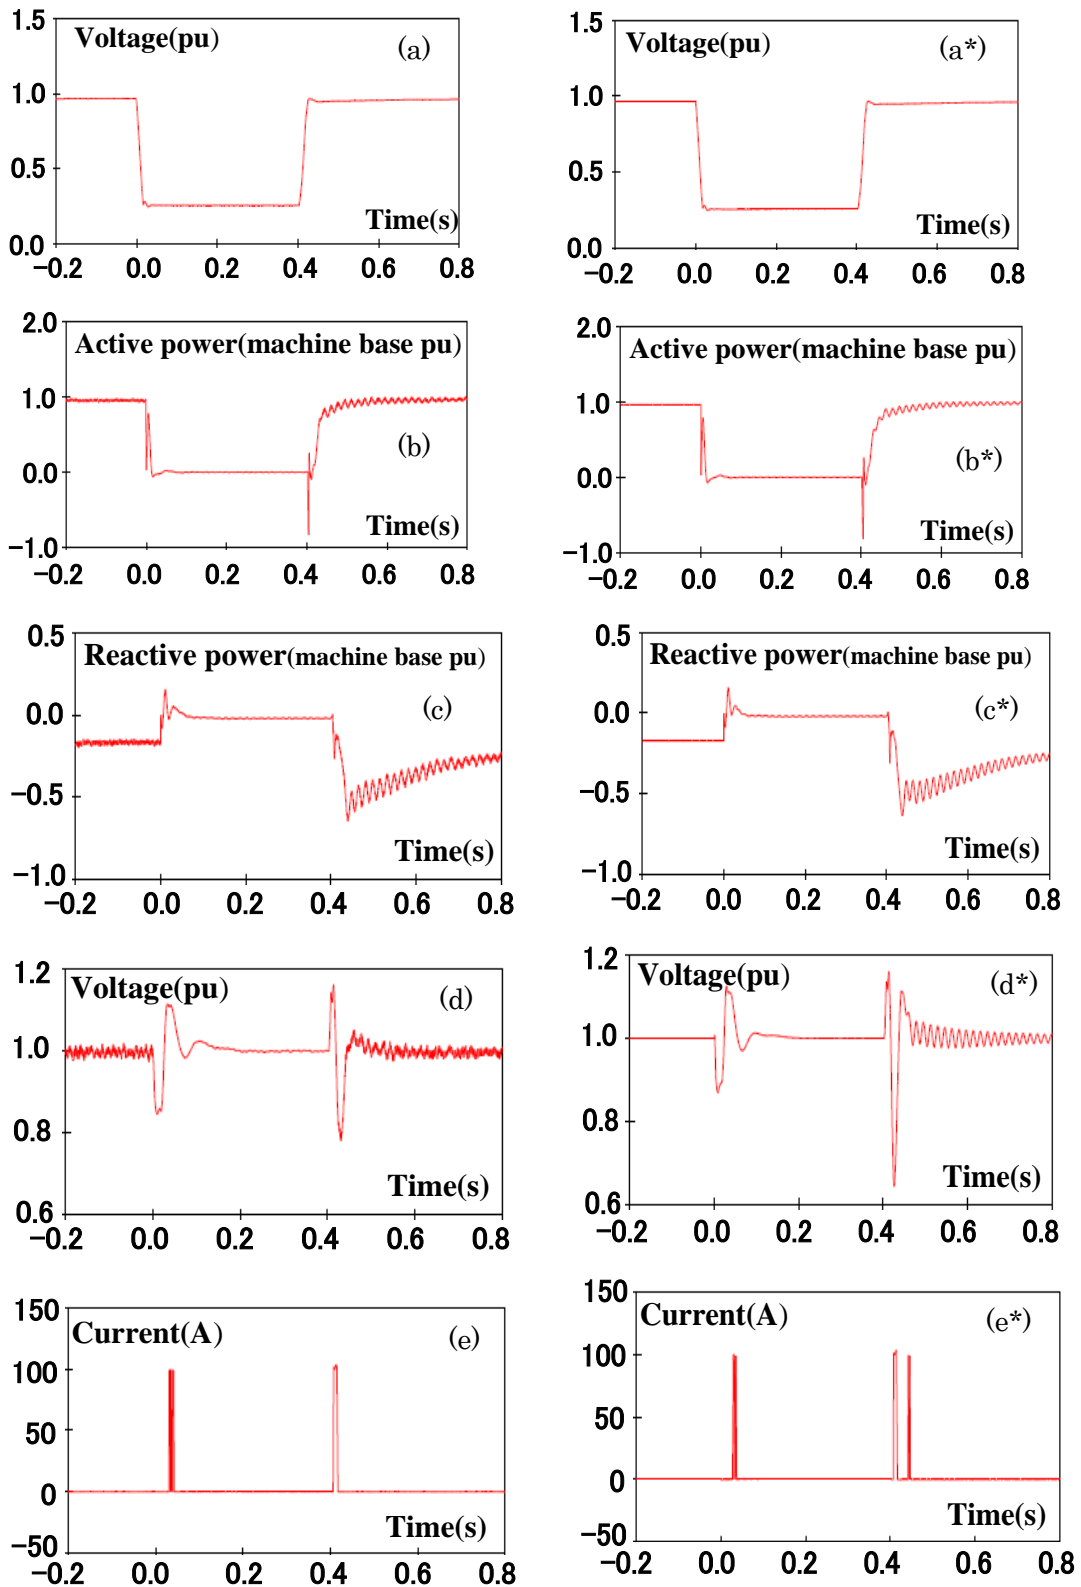 1.5
Voltage(pu)
(a)
1.0
0.5
Time(s)
0.0
−0.2 0.0 0.2 0.4 0.6 0.8
1.5
Voltage(pu)
(a*)
1.0
0.5
Time(s)
0.0
−0.2 0.0 0.2 0.4 0.6 0.8
2.0
Active power(machine base pu)
1.0
(b)
0.0
Time(s)
−1.0
−0.2 0.0 0.2 0.4 0.6 0.8
2.0
Active power(machine base pu)
1.0
(b*)
0.0
Time(s)
−1.0
−0.2 0.0 0.2 0.4 0.6 0.8
0.5
Reactive power(machine base pu)
(c)
0.0
−0.5
Time(s)
−1.0
−0.2 0.0 0.2 0.4 0.6 0.8
0.5
Reactive power(machine base pu)
(c*)
0.0
−0.5
Time(s)
−1.0
−0.2 0.0 0.2 0.4 0.6 0.8
1.2
Voltage(pu)
(d)
1.0
0.8
Time(s)
0.6
−0.2 0.0 0.2 0.4 0.6 0.8
1.2
Voltage(pu)
(d*)
1.0
0.8
Time(s)
0.6
−0.2 0.0 0.2 0.4 0.6 0.8
150
Current(A)
(e)
100
50
0
Time(s)
−50
−0.2 0.0 0.2 0.4 0.6 0.8
150
Current(A)
(e*)
100
50
0
Time(s)
−50
−0.2 0.0 0.2 0.4 0.6 0.8